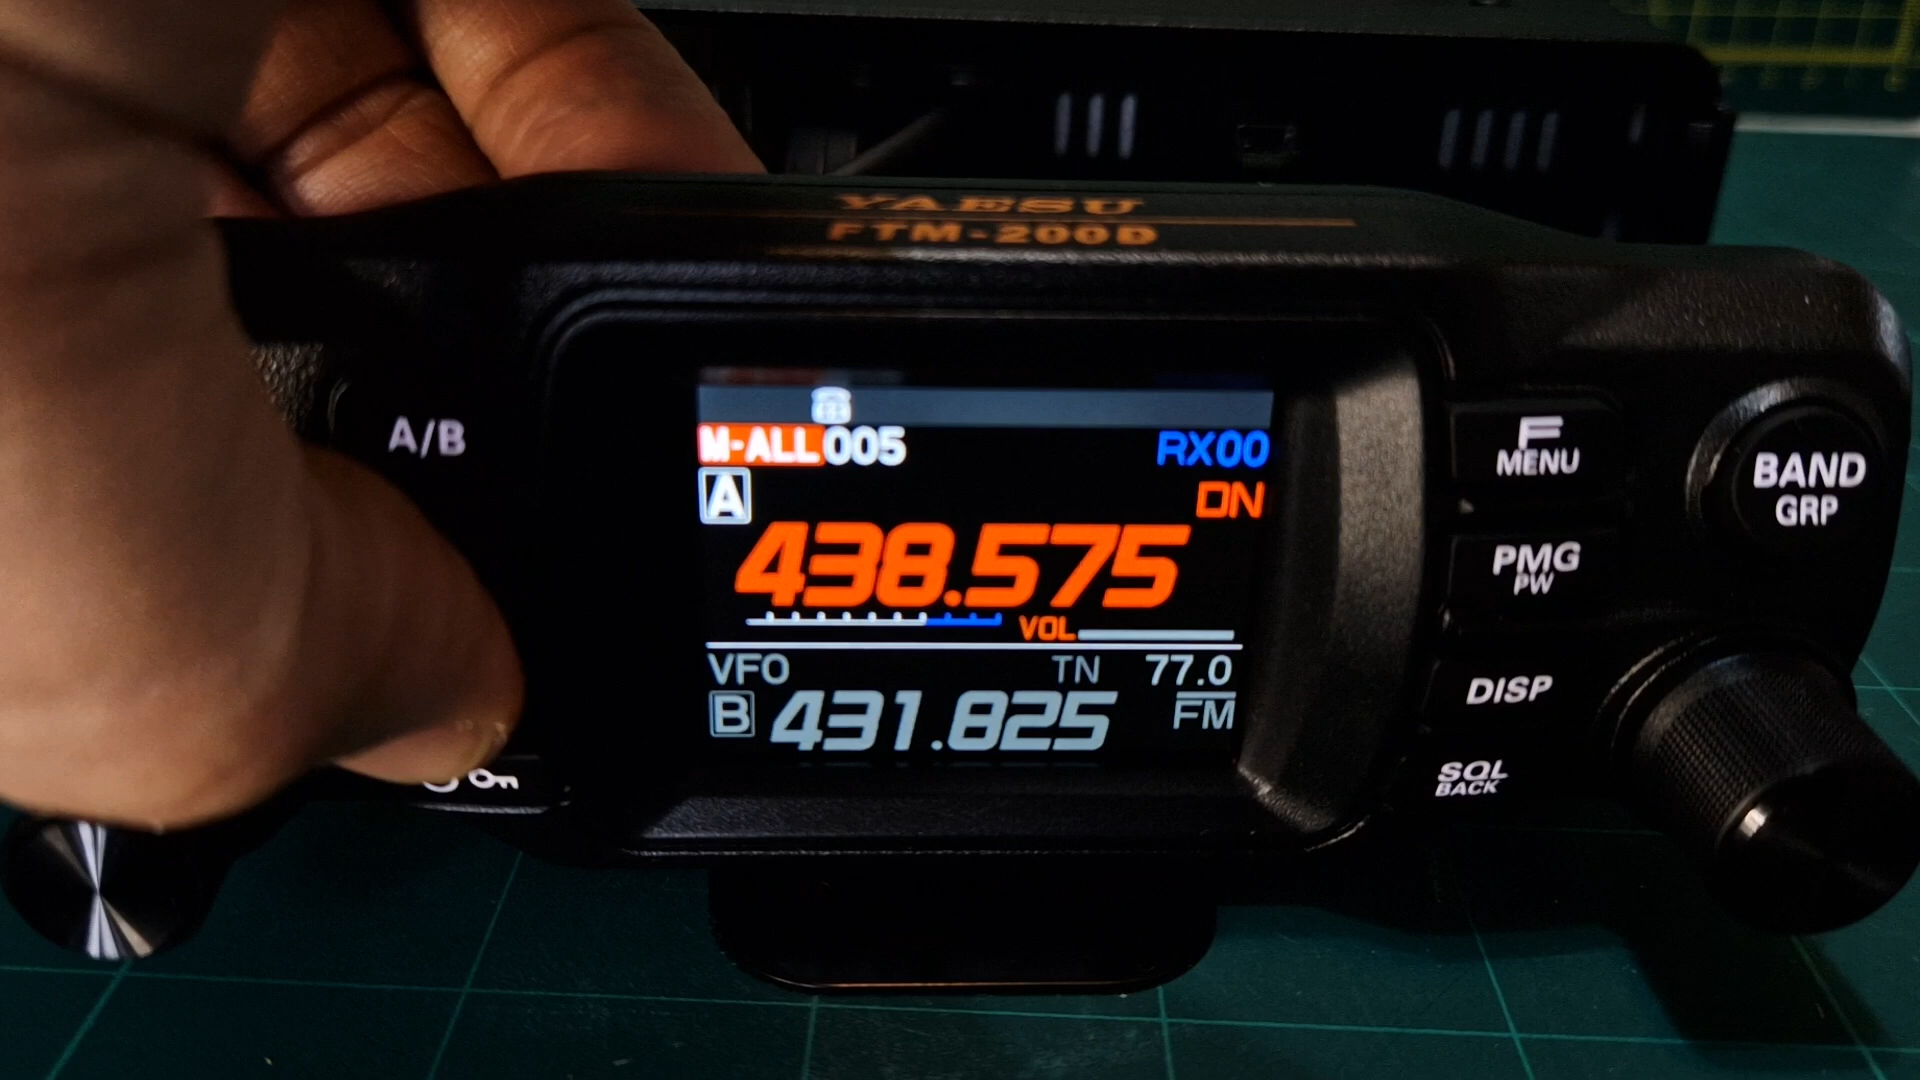 YAESU
FTM-200D
A/B
M-ALL 005 RX00
A DN
438.575
VOL
VFO TN 77.0
B 431.825 FM
F
MENU
BAND
GRP
PMG
PW
DISP
SQL
BACK